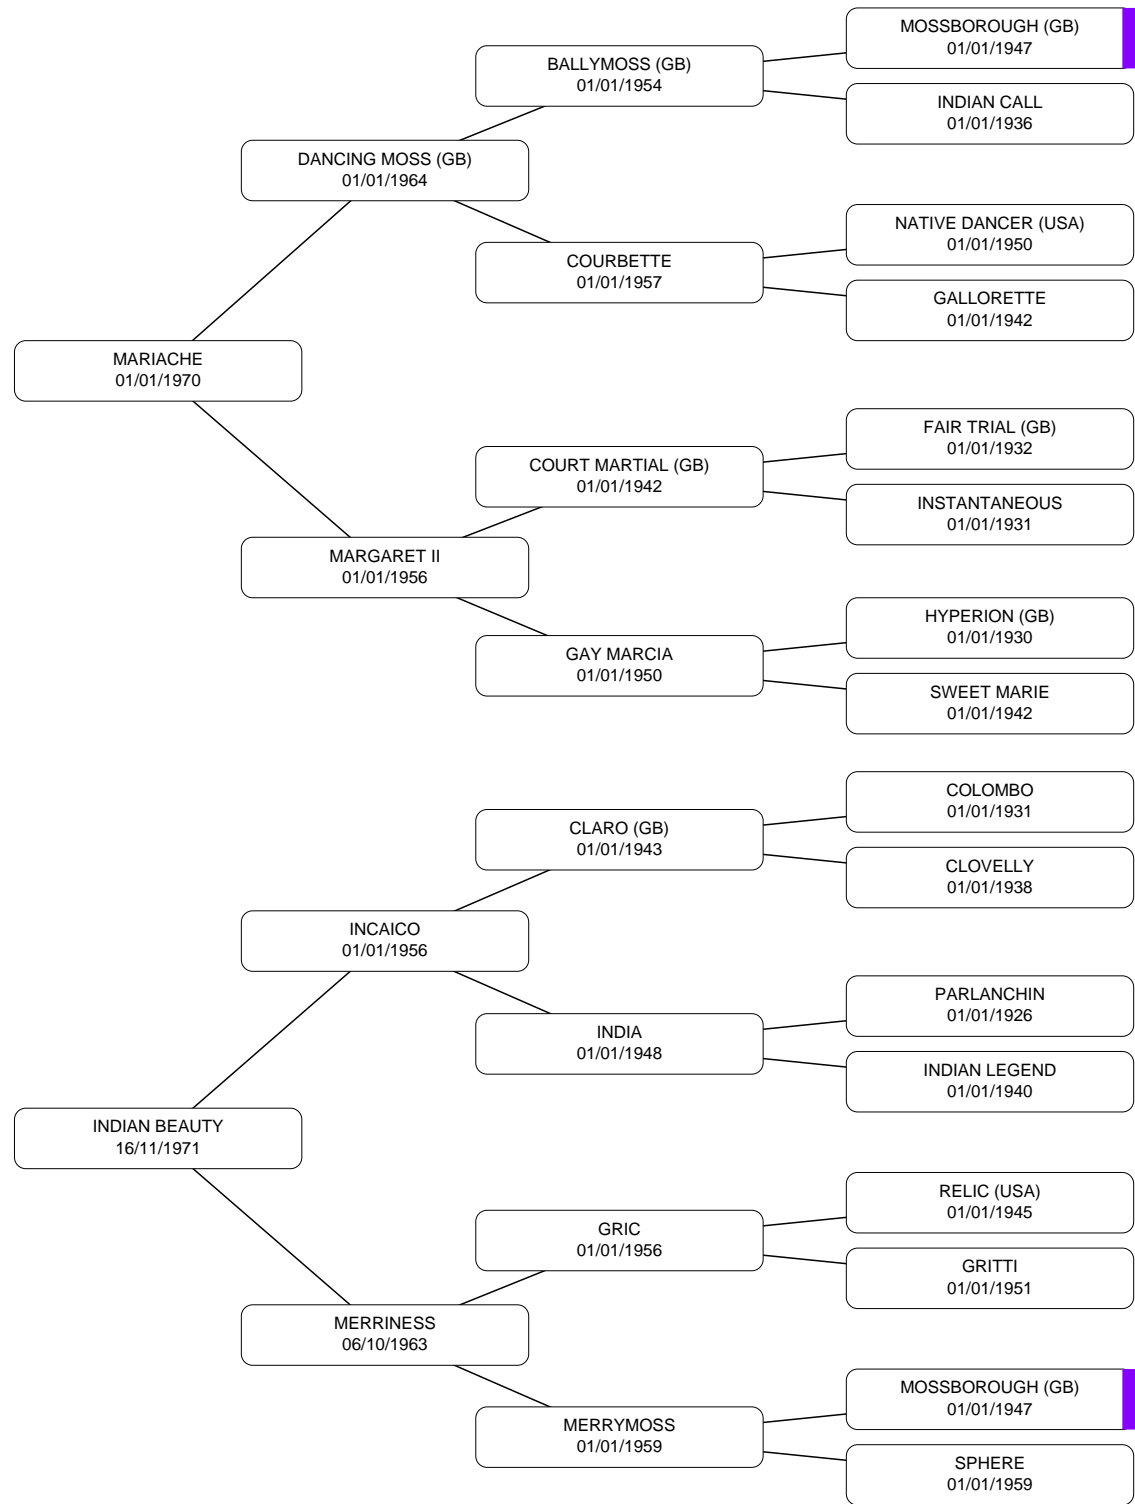 MOSSBOROUGH (GB)
01/01/1947
BALLYMOSS (GB)
01/01/1954
INDIAN CALL
01/01/1936
DANCING MOSS (GB)
01/01/1964
NATIVE DANCER (USA)
01/01/1950
COURBETTE
01/01/1957
GALLORETTE
01/01/1942
MARIACHE
01/01/1970
FAIR TRIAL (GB)
01/01/1932
COURT MARTIAL (GB)
01/01/1942
INSTANTANEOUS
01/01/1931
MARGARET II
01/01/1956
HYPERION (GB)
01/01/1930
GAY MARCIA
01/01/1950
SWEET MARIE
01/01/1942
COLOMBO
01/01/1931
CLARO (GB)
01/01/1943
CLOVELLY
01/01/1938
INCAICO
01/01/1956
PARLANCHIN
01/01/1926
INDIA
01/01/1948
INDIAN LEGEND
01/01/1940
INDIAN BEAUTY
16/11/1971
RELIC (USA)
01/01/1945
GRIC
01/01/1956
GRITTI
01/01/1951
MERRINESS
06/10/1963
MOSSBOROUGH (GB)
01/01/1947
MERRYMOSS
01/01/1959
SPHERE
01/01/1959